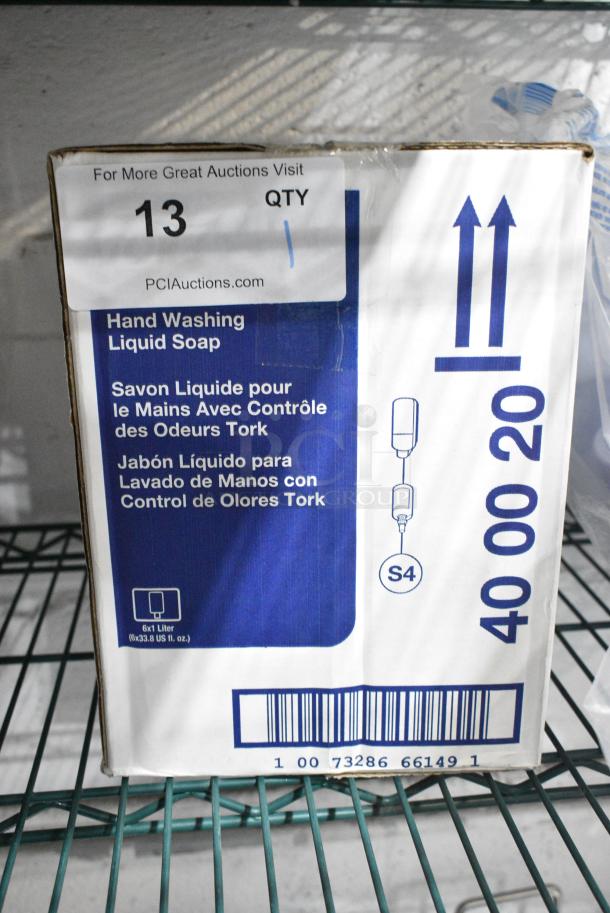 For More Great Auctions Visit
13
QTY
1
PCIAuctions.com
Hand Washing
Liquid Soap
Savon Liquide pour
le Mains Avec Contrôle
des Odeurs Tork
Jabón Líquido para
Lavado de Manos con
Control de Olores Tork
6x1 Liter
(6x33.8 US fl. oz.)
S4
40 00 20
1 00 73286 66149 1
PCI
GROUP